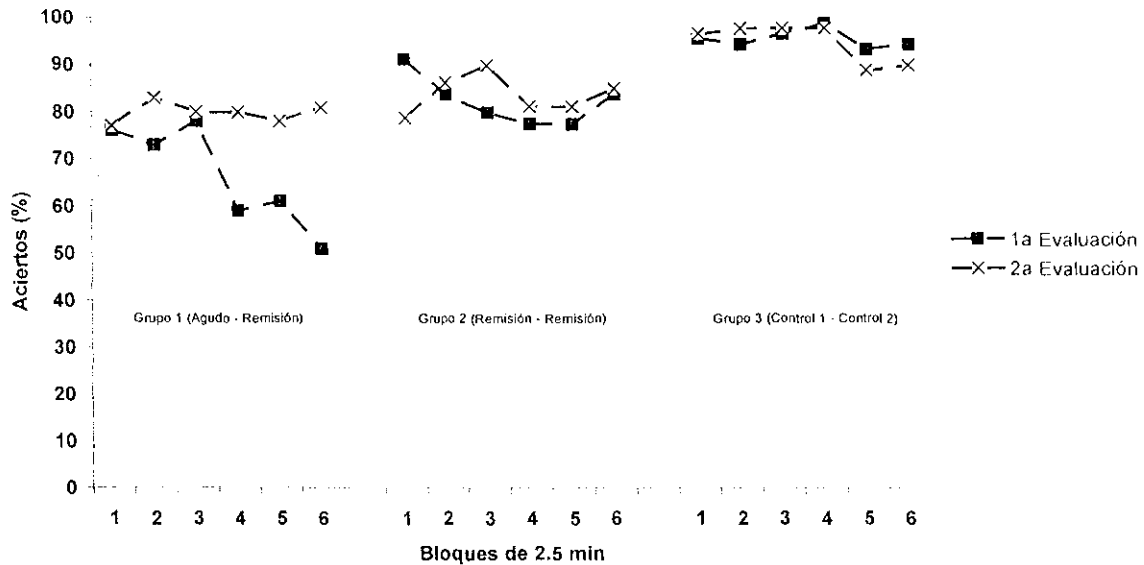 100
90
80
70
60
50
40
30
20
10
0
Aciertos (%)
Grupo 1 (Agudo - Remisión)
Grupo 2 (Remisión - Remisión)
Grupo 3 (Control 1 - Control 2)
1a Evaluación
2a Evaluación
1 2 3 4 5 6 1 2 3 4 5 6 1 2 3 4 5 6
Bloques de 2.5 min